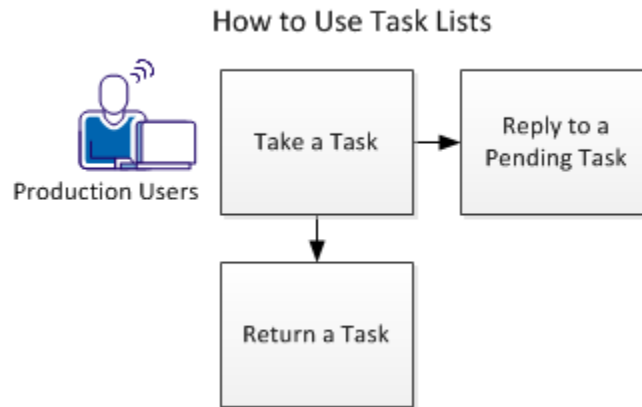 How to Use Task Lists
Production Users
Take a Task
Reply to a
Pending Task
Return a Task